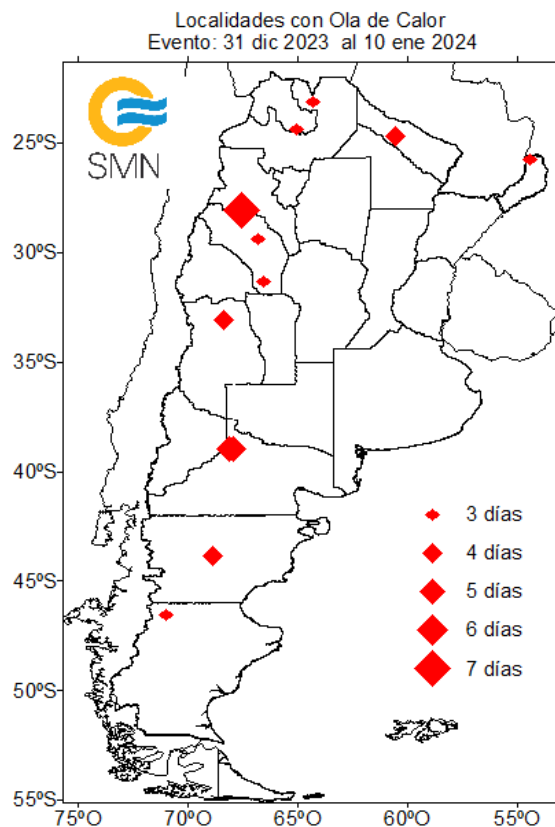 Localidades con Ola de Calor
Evento: 31 dic 2023 al 10 ene 2024
SMN
25ºS
30ºS
35ºS
40ºS
45ºS
50ºS
55ºS
75ºO
70ºO
65ºO
60ºO
55ºO
3 días
4 días
5 días
6 días
7 días